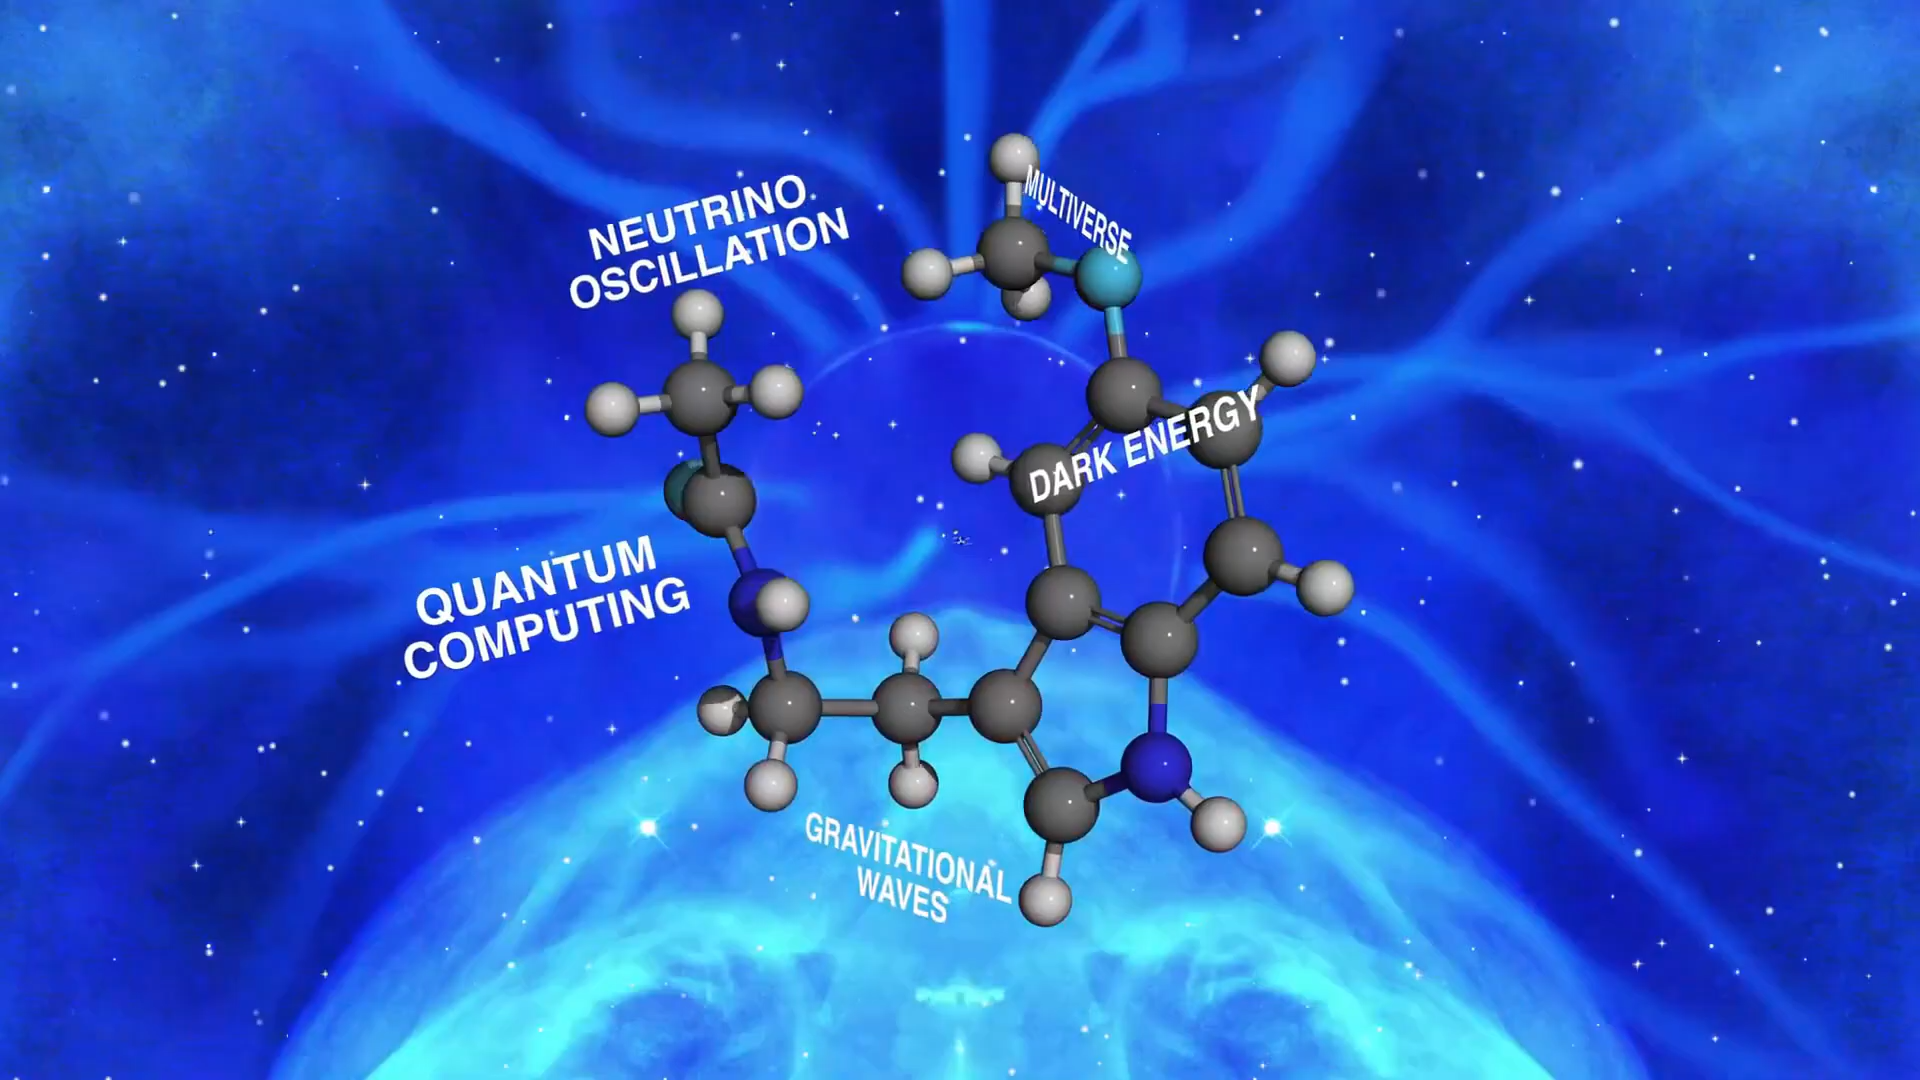 NEUTRINO
OSCILLATION
MULTIVERSE
DARK ENERGY
QUANTUM
COMPUTING
GRAVITATIONAL
WAVES